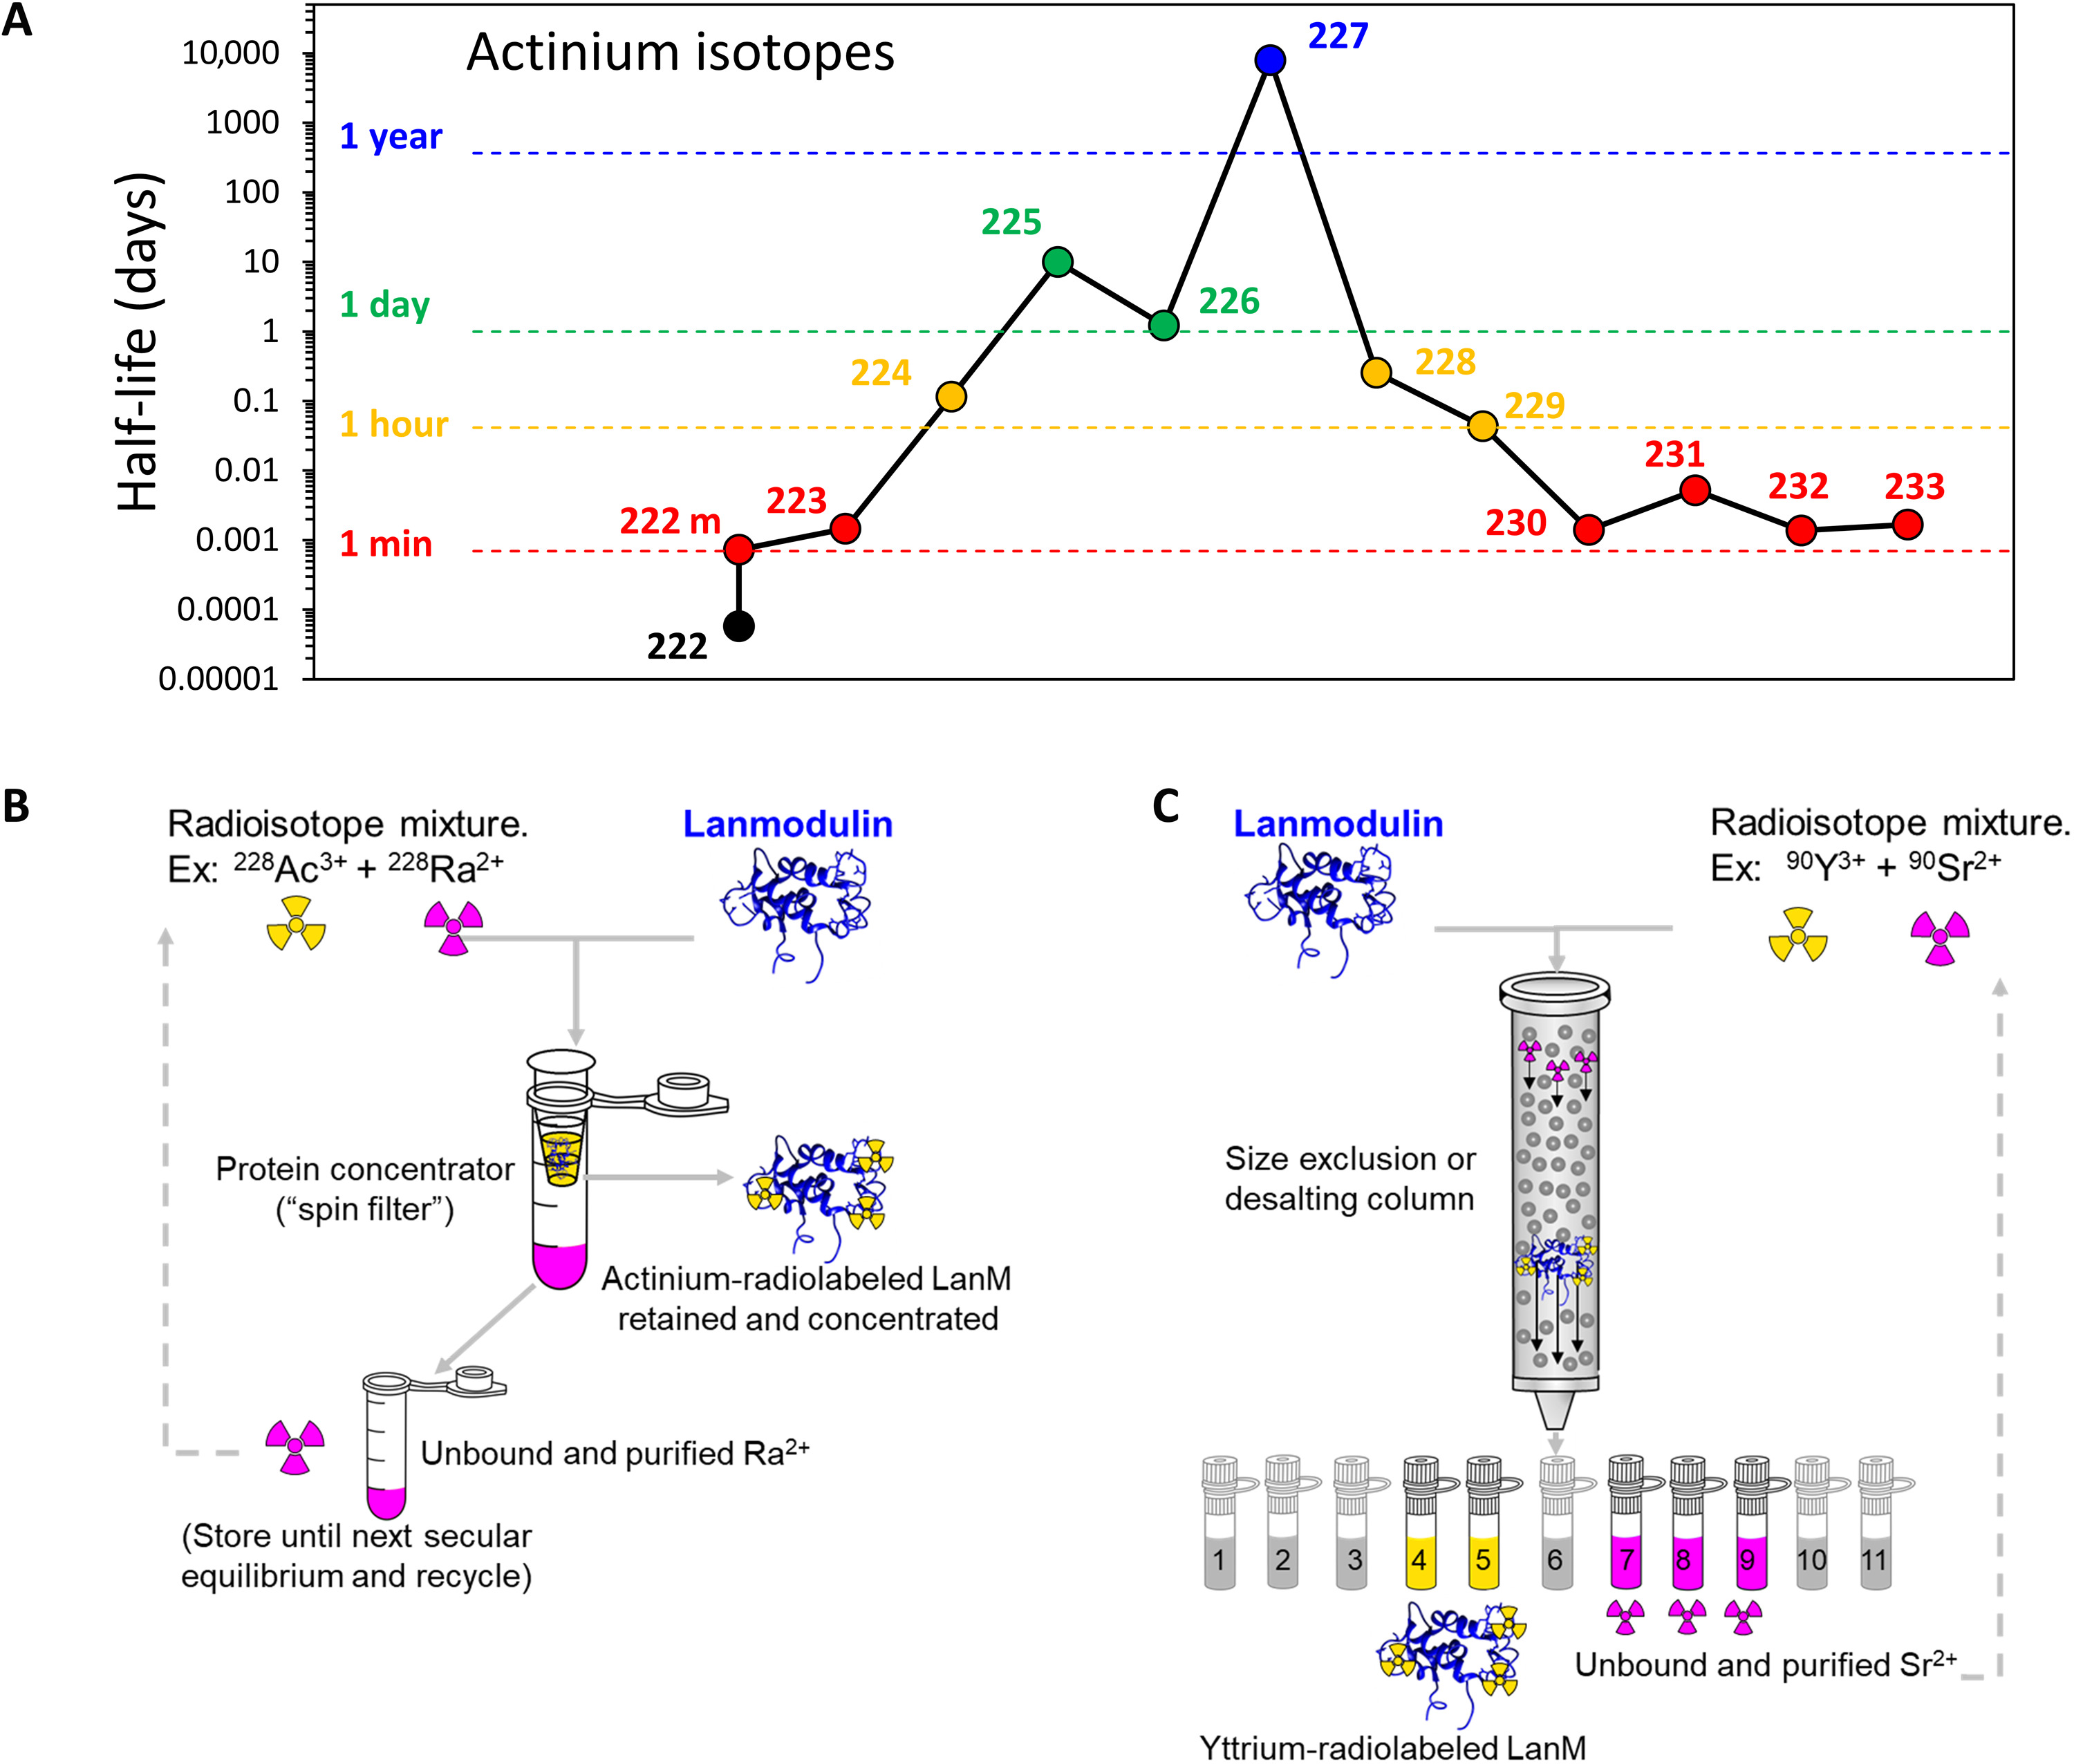 A
Actinium isotopes
Half-life (days)
10,000
1000
100
10
1
0.1
0.01
0.001
0.0001
0.00001
1 year
1 day
1 hour
1 min
222
222 m
223
224
225
226
227
228
229
230
231
232
233
B
Radioisotope mixture.
Ex: ²²⁸Ac³⁺ + ²²⁸Ra²⁺
Lanmodulin
Protein concentrator
(“spin filter”)
Actinium-radiolabeled LanM
retained and concentrated
Unbound and purified Ra²⁺
(Store until next secular
equilibrium and recycle)
C
Lanmodulin
Radioisotope mixture.
Ex: ⁹⁰Y³⁺ + ⁹⁰Sr²⁺
Size exclusion or
desalting column
1 2 3 4 5 6 7 8 9 10 11
Unbound and purified Sr²⁺
Yttrium-radiolabeled LanM